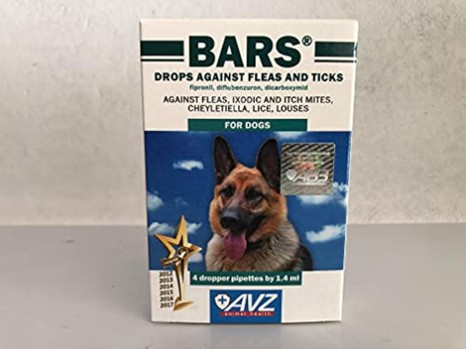 BARS®
DROPS AGAINST FLEAS AND TICKS
fipronil, diflubenzuron, dicarboxymid
AGAINST FLEAS, IXODIC AND ITCH MITES,
CHEYLETIELLA, LICE, LOUSES
FOR DOGS
2012
2013
2014
2015
2016
2017
4 dropper pipettes by 1.4 ml
AVZ
animal health